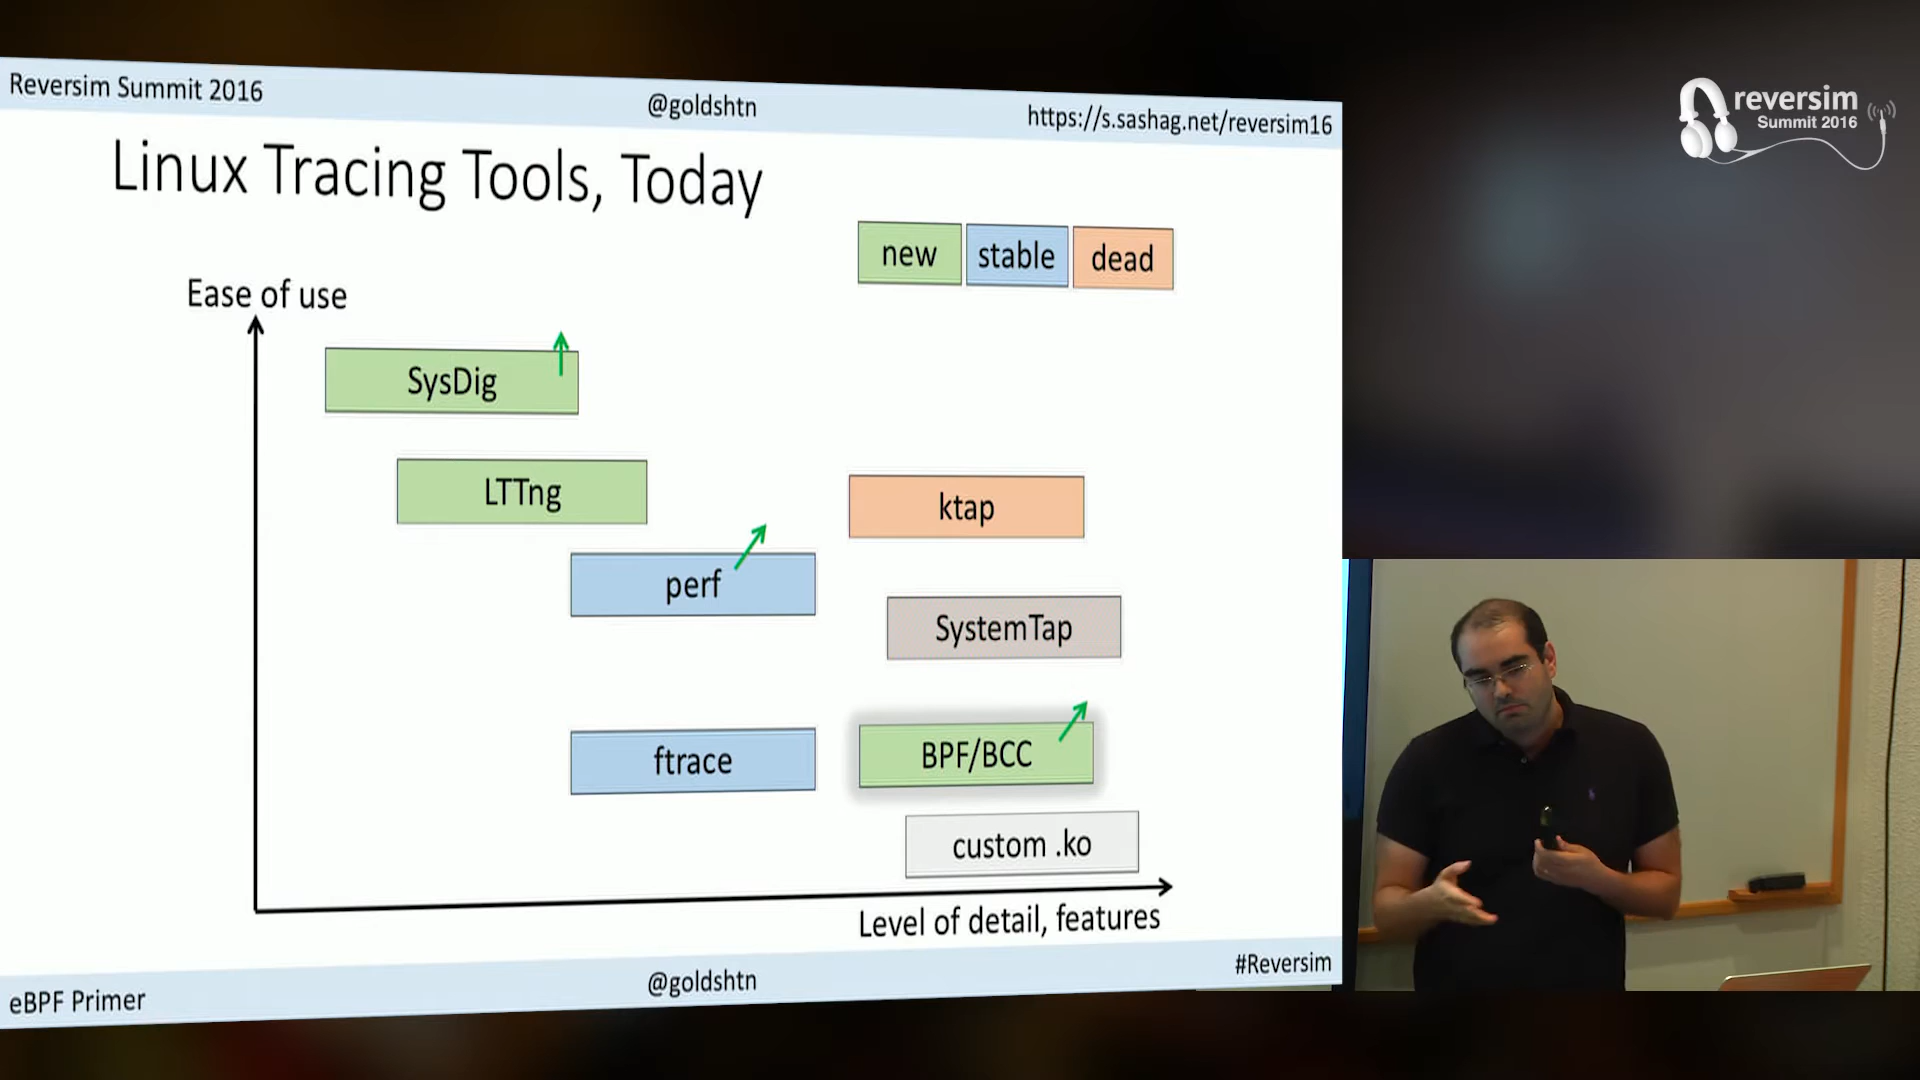 Reversim Summit 2016
@goldshtn
https://s.sashag.net/reversim16
reversim
Summit 2016
Linux Tracing Tools, Today
new
stable
dead
Ease of use
SysDig
LTTng
ktap
perf
SystemTap
ftrace
BPF/BCC
custom .ko
Level of detail, features
eBPF Primer
@goldshtn
#Reversim